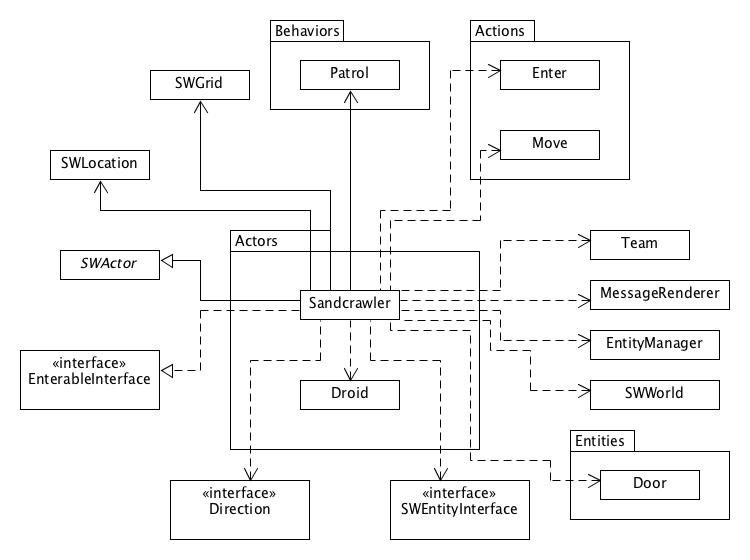 Behaviors
Actions
Patrol
Enter
SWGrid
Move
SWLocation
Actors
Team
SWActor
MessageRenderer
Sandcrawler
EntityManager
«interface»
EnterableInterface
Droid
SWWorld
Entities
Door
«interface»
Direction
«interface»
SWEntityInterface